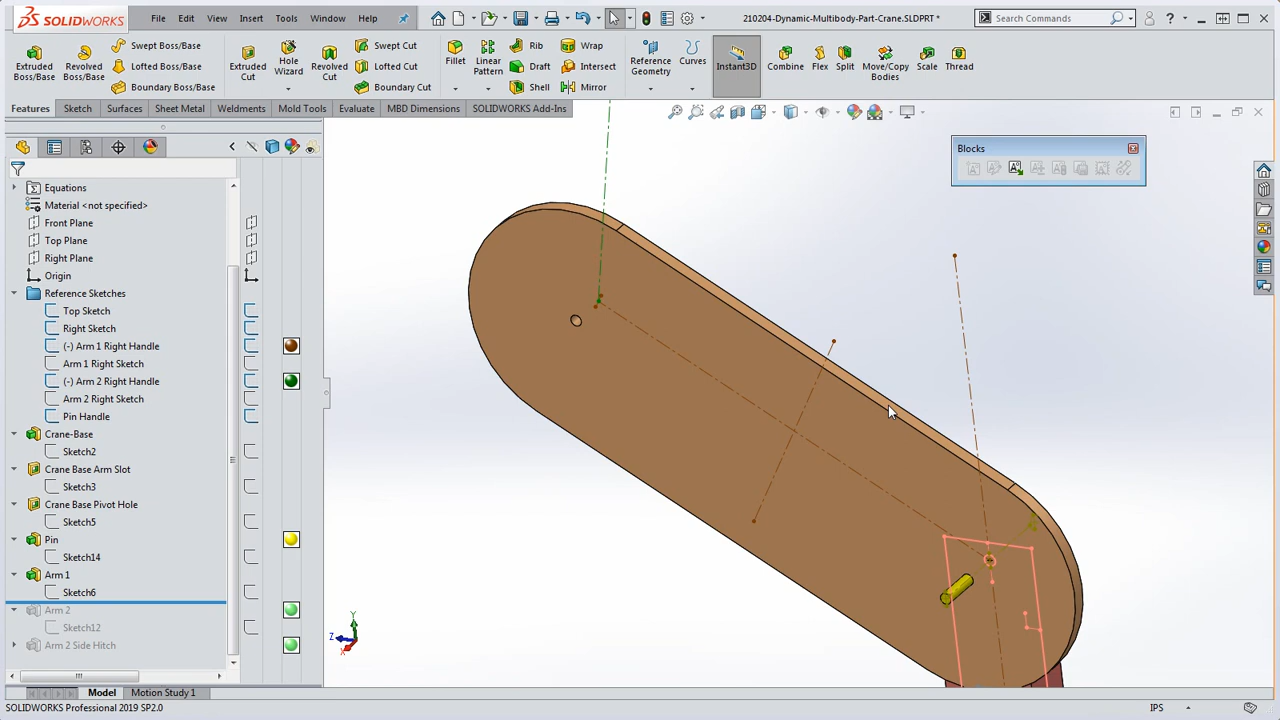 SOLIDWORKS File Edit View Insert Tools Window Help 210204-Dynamic-Multibody-Part-Crane.SLDPRT * Search Commands
Extruded Boss/Base
Revolved Boss/Base
Swept Boss/Base
Lofted Boss/Base
Boundary Boss/Base
Extruded Cut
Hole Wizard
Revolved Cut
Swept Cut
Lofted Cut
Boundary Cut
Fillet
Linear Pattern
Rib
Draft
Shell
Wrap
Intersect
Mirror
Reference Geometry
Curves
Instant3D
Combine
Flex
Split
Move/Copy Bodies
Scale
Thread
Features Sketch Surfaces Sheet Metal Weldments Mold Tools Evaluate MBD Dimensions SOLIDWORKS Add-Ins
Blocks
Equations
Material <not specified>
Front Plane
Top Plane
Right Plane
Origin
Reference Sketches
Top Sketch
Right Sketch
(-) Arm 1 Right Handle
Arm 1 Right Sketch
(-) Arm 2 Right Handle
Arm 2 Right Sketch
Pin Handle
Crane-Base
Sketch2
Crane Base Arm Slot
Sketch3
Crane Base Pivot Hole
Sketch5
Pin
Sketch14
Arm 1
Sketch6
Arm 2
Sketch12
Arm 2 Side Hitch
Y
Z
X
Model Motion Study 1
SOLIDWORKS Professional 2019 SP2.0 IPS